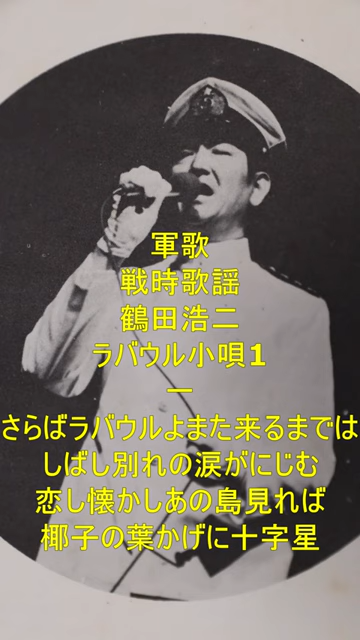 軍歌
戦時歌謡
鶴田浩二
ラバウル小唄1
一
さらばラバウルよまた来るまでは
しばし別れの涙がにじむ
恋し懐かしあの島見れば
椰子の葉かげに十字星